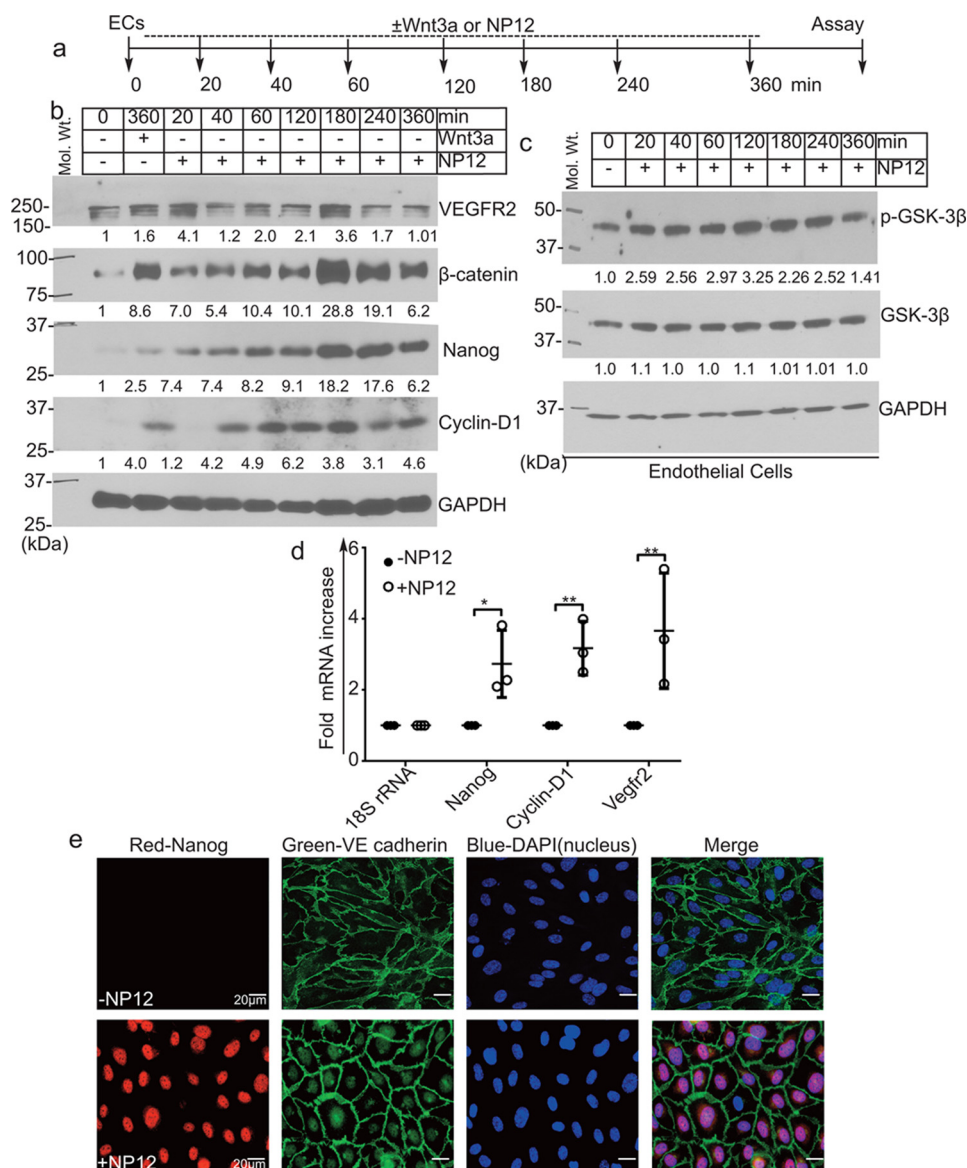 a
ECs
±Wnt3a or NP12
Assay
0 20 40 60 120 180 240 360 min
b
Mol. Wt.
0 360 20 40 60 120 180 240 360 min
- + - - - - - - - Wnt3a
- - + + + + + + + NP12
250-
150-
VEGFR2
1 1.6 4.1 1.2 2.0 2.1 3.6 1.7 1.01
100-
75-
β-catenin
1 8.6 7.0 5.4 10.4 10.1 28.8 19.1 6.2
37-
25-
Nanog
1 2.5 7.4 7.4 8.2 9.1 18.2 17.6 6.2
37-
25-
Cyclin-D1
1 4.0 1.2 4.2 4.9 6.2 3.8 3.1 4.6
37-
25-
GAPDH
(kDa)
c
Mol. Wt.
0 20 40 60 120 180 240 360 min
- + + + + + + + NP12
50-
37-
p-GSK-3β
1.0 2.59 2.56 2.97 3.25 2.26 2.52 1.41
50-
37-
GSK-3β
1.0 1.1 1.0 1.0 1.1 1.01 1.01 1.0
37-
GAPDH
(kDa)
Endothelial Cells
d
Fold mRNA increase
6
4
2
0
-NP12
+NP12
*
**
**
18S rRNA
Nanog
Cyclin-D1
Vegfr2
e
Red-Nanog
Green-VE cadherin
Blue-DAPI(nucleus)
Merge
-NP12
20µm
+NP12
20µm